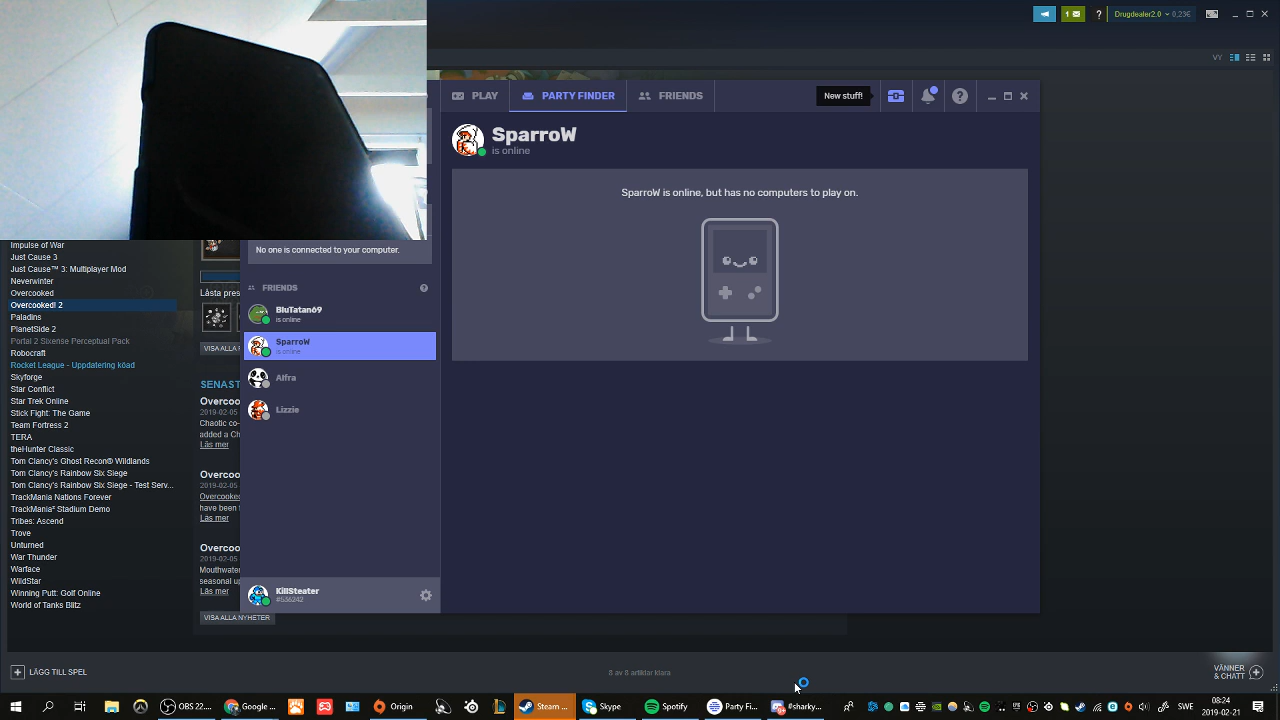 Drugdealer2.0
0,23€
1
?
VY
PLAY
PARTY FINDER
FRIENDS
New stuff!
SparroW
is online
SparroW is online, but has no computers to play on.
No one is connected to your computer.
FRIENDS
BluTatan69
is online
SparroW
is online
Alfra
Lizzie
KillSteater
#536242
Impulse of War
Just Cause 3
Just Cause™ 3: Multiplayer Mod
Neverwinter
Overcooked
Overcooked! 2
Paladins
PlanetSide 2
Portal 2 Sixense Perceptual Pack
Robocraft
Rocket League - Uppdatering köad
Skyforge
Star Conflict
Star Trek Online
Stick Fight: The Game
Team Fortress 2
TERA
theHunter Classic
Tom Clancy's Ghost Recon® Wildlands
Tom Clancy's Rainbow Six Siege
Tom Clancy's Rainbow Six Siege - Test Serv...
TrackMania Nations Forever
TrackMania² Stadium Demo
Tribes: Ascend
Trove
Unturned
War Thunder
Warface
WildStar
Winning Putt: Golf Online
World of Tanks Blitz
Låsta pres
VISA ALLA
SENAST
Overcoo
2019-02-05
Chaotic co-
added a Ch
Läs mer
Overcoo
2019-02-05
Overcooked
have been f
Läs mer
Overcoo
2019-02-05
Mouthwater
seasonal up
Läs mer
VISA ALLA NYHETER
LÄGG TILL SPEL
8 av 8 artiklar klara
VÄNNER
& CHATT
OBS 22....
Google ...
Origin
Steam ...
Skype
Spotify
Party Fi...
sharky...
SWE
08:24
2019-02-21